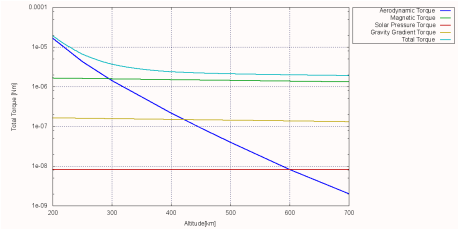 0.0001
1e-05
1e-06
1e-07
1e-08
1e-09
Total Torque [Nm]
200
300
400
500
600
700
Altitude[km]
Aerodynamic Torque
Magnetic Torque
Solar Pressure Torque
Gravity Gradient Torque
Total Torque